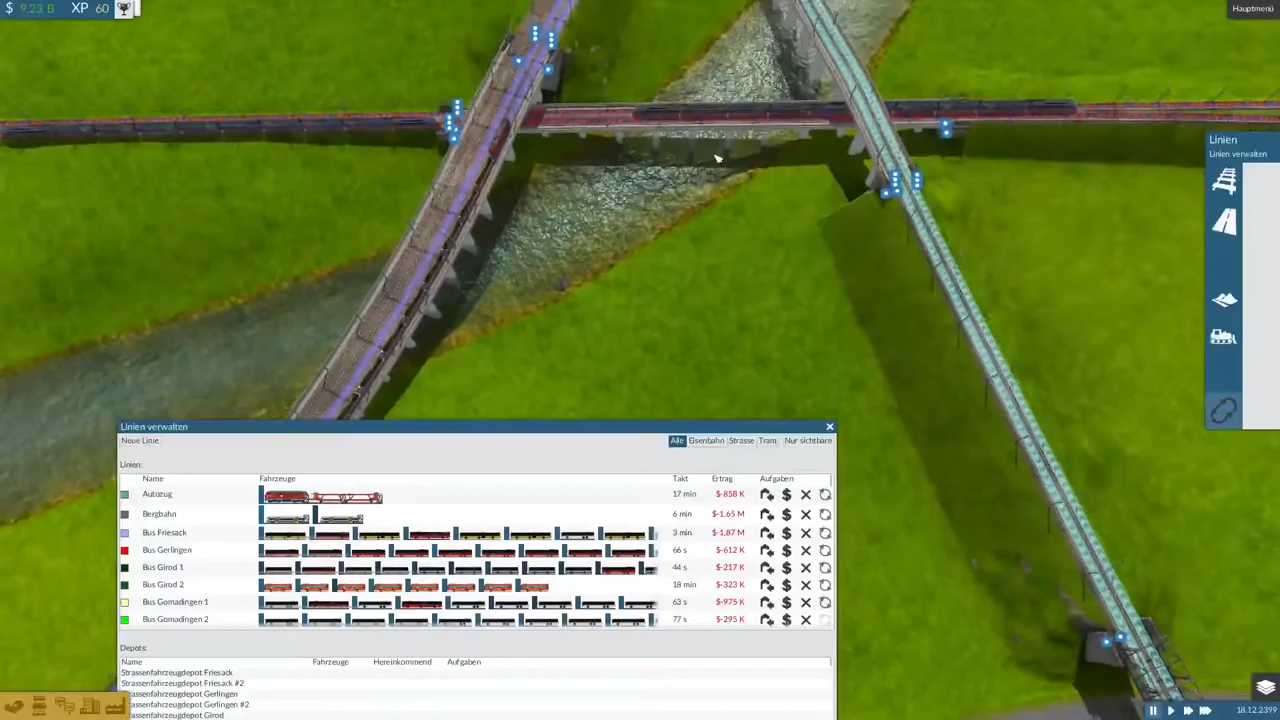 $ 9,23 B XP 60
Hauptmenü
Linien
Linien verwalten
Linien verwalten
Neue Linie
Alle Eisenbahn Strasse Tram Nur sichtbare
Linien:
Name Fahrzeuge Takt Ertrag Aufgaben
Autozug 17 min $-858 K
Bergbahn 6 min $-1,65 M
Bus Friesack 3 min $-1,87 M
Bus Gerlingen 66 s $-612 K
Bus Girod 1 44 s $-217 K
Bus Girod 2 18 min $-323 K
Bus Gomadingen 1 63 s $-975 K
Bus Gomadingen 2 77 s $-295 K
Depots:
Name Fahrzeuge Hereinkommend Aufgaben
Strassenfahrzeugdepot Friesack
Strassenfahrzeugdepot Friesack #2
Strassenfahrzeugdepot Gerlingen
Strassenfahrzeugdepot Gerlingen #2
Strassenfahrzeugdepot Girod
18.12.2399